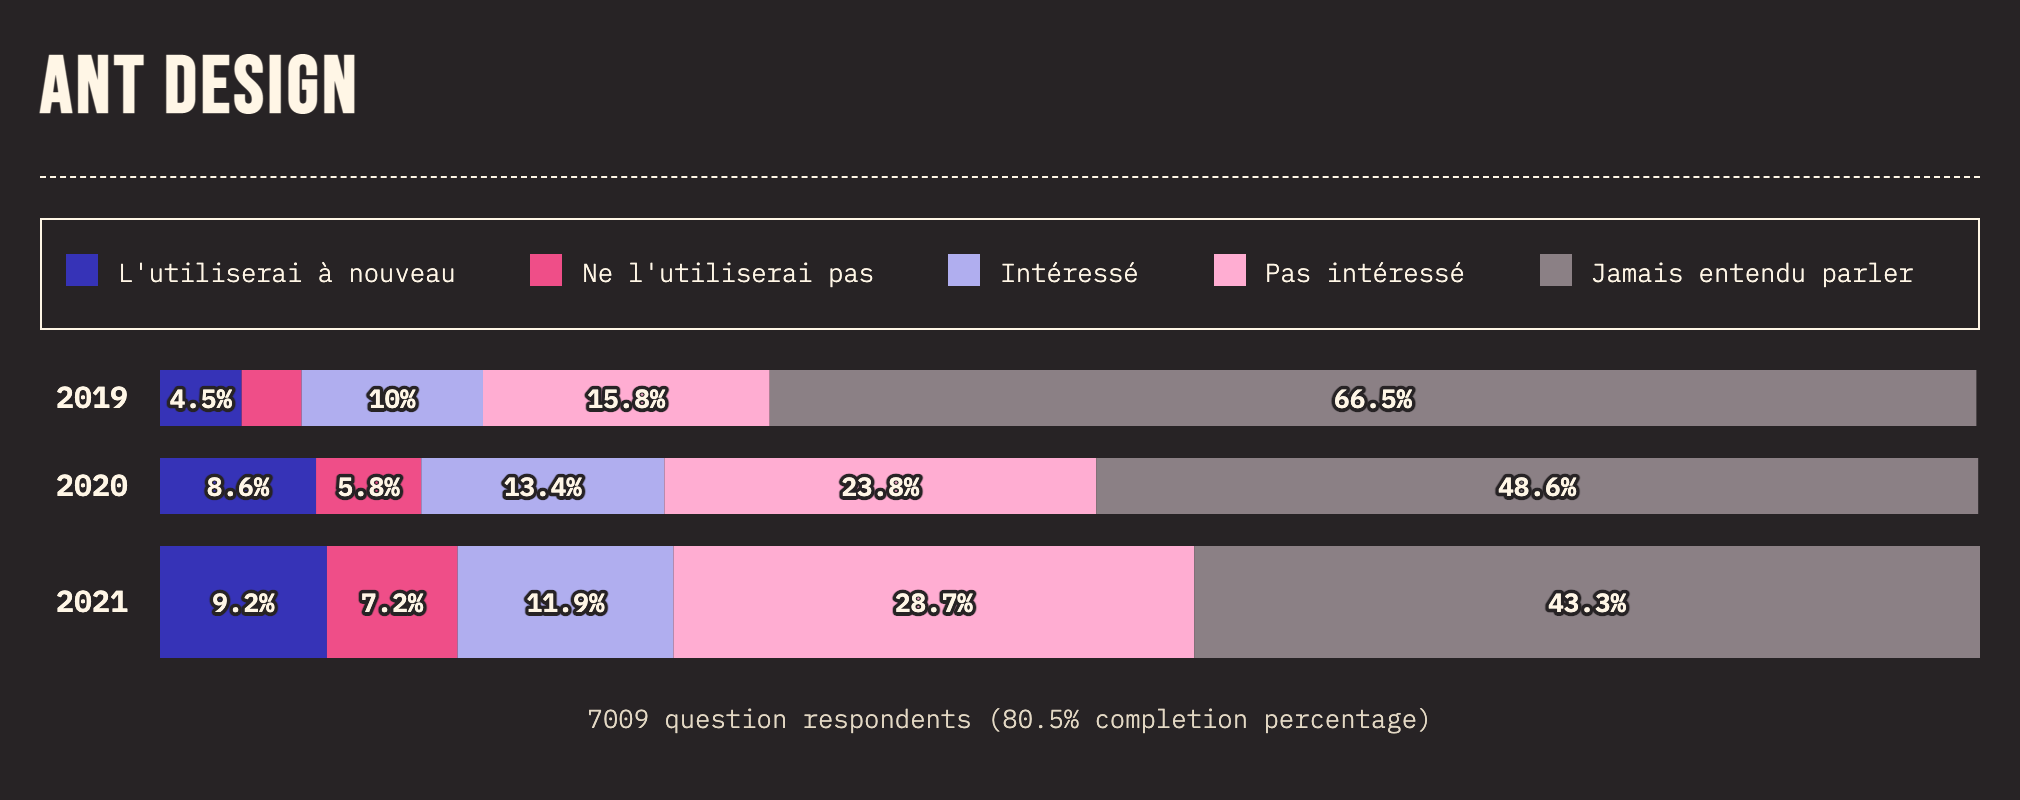 ANT DESIGN
L'utiliserai à nouveau Ne l'utiliserai pas Intéressé Pas intéressé Jamais entendu parler
2019 4.5% 10% 15.8% 66.5%
2020 8.6% 5.8% 13.4% 23.8% 48.6%
2021 9.2% 7.2% 11.9% 28.7% 43.3%
7009 question respondents (80.5% completion percentage)